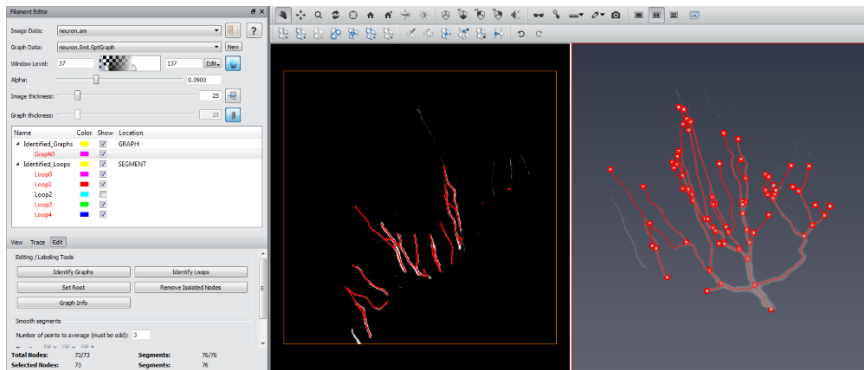 Filament Editor
Image Data: neuron.am
Graph Data: neuron.Smt.SptGraph New
Window Level: 37 137 Edit
Alpha: 0.0900
Image thickness: 25
Graph thickness: 25
Name Color Show Location
Identified_Graphs GRAPH
Graph0
Identified_Loops SEGMENT
Loop0
Loop1
Loop2
Loop3
Loop4
View Trace Edit
Editing / Labeling Tools
Identify Graphs Identify Loops
Set Root Remove Isolated Nodes
Graph Info
Smooth segments
Number of points to average (must be odd): 3
Total Nodes: 73/73 Segments: 76/76
Selected Nodes: 73 Segments: 76